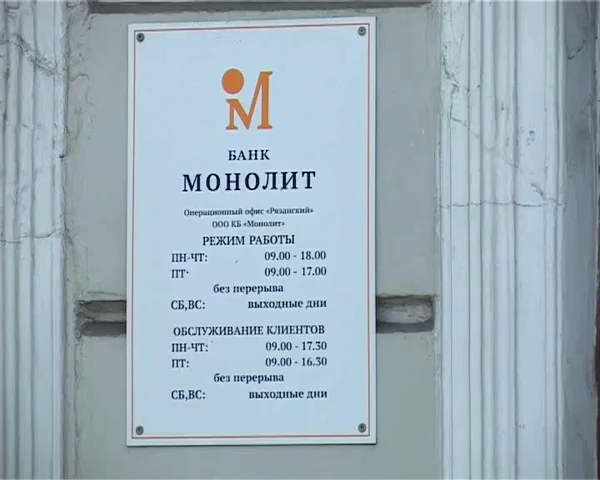 М
БАНК
МОНОЛИТ
Операционный офис «Рязанский»
ООО КБ «Монолит»
РЕЖИМ РАБОТЫ
ПН-ЧТ: 09.00 - 18.00
ПТ: 09.00 - 17.00
без перерыва
СБ,ВС: выходные дни
ОБСЛУЖИВАНИЕ КЛИЕНТОВ
ПН-ЧТ: 09.00 - 17.30
ПТ: 09.00 - 16.30
без перерыва
СБ,ВС: выходные дни